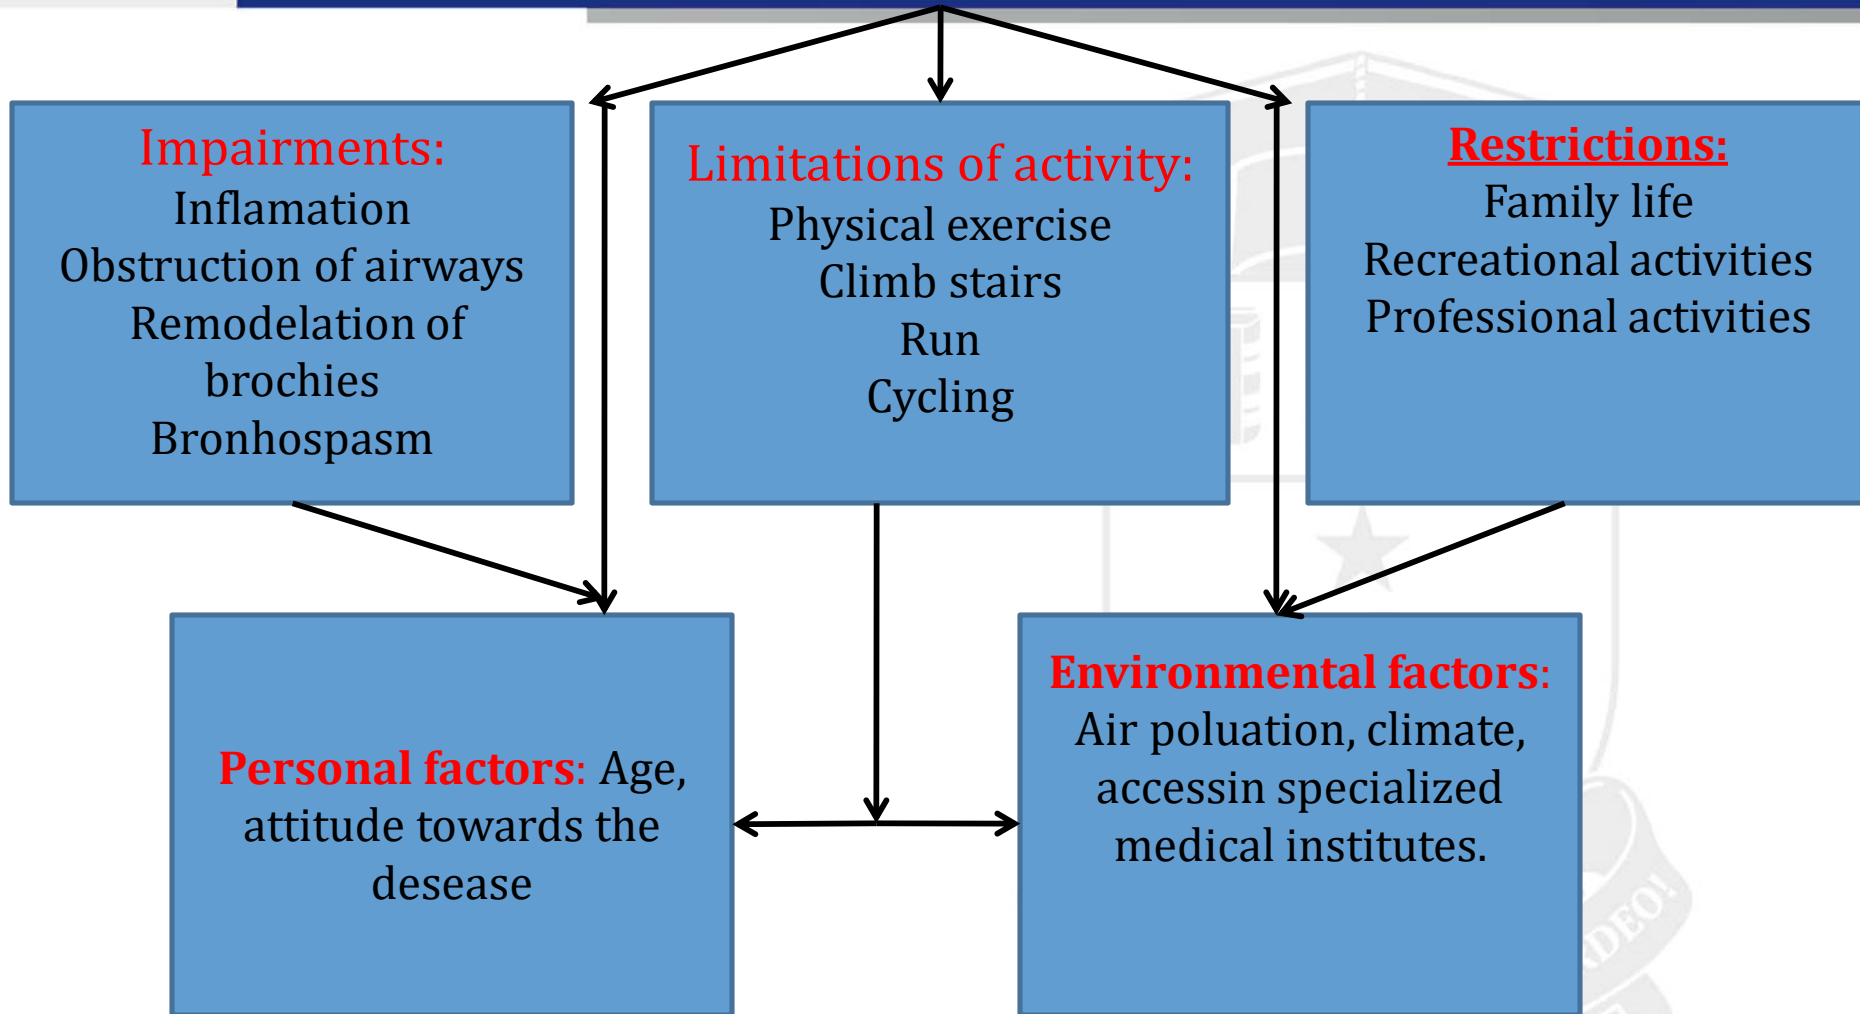 Impairments:
Inflamation
Obstruction of airways
Remodelation of
brochies
Bronhospasm
Limitations of activity:
Physical exercise
Climb stairs
Run
Cycling
Restrictions:
Family life
Recreational activities
Professional activities
Personal factors: Age,
attitude towards the
desease
Environmental factors:
Air poluation, climate,
accessin specialized
medical institutes.